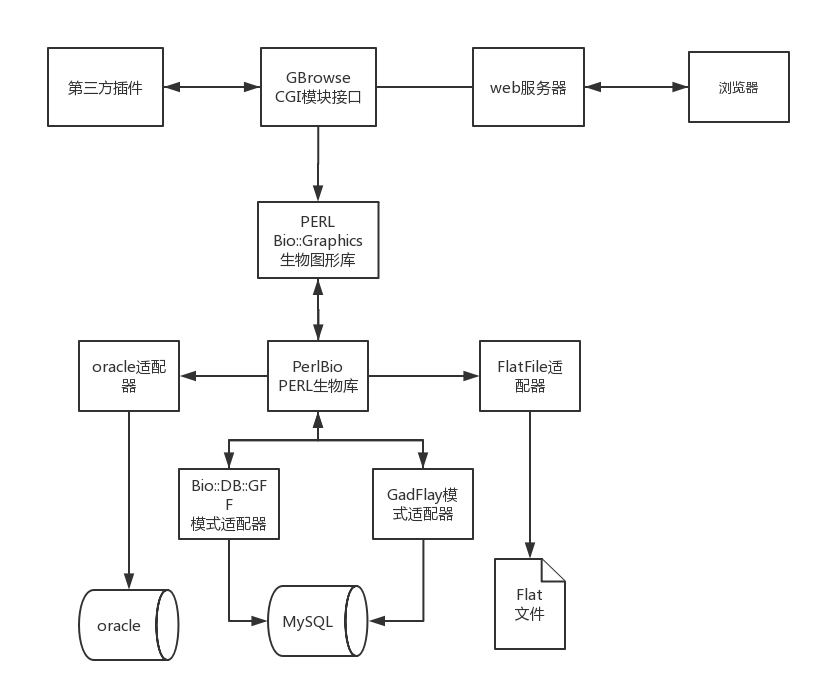 第三方插件
GBrowse
CGI模块接口
web服务器
浏览器
PERL
Bio::Graphics
生物图形库
oracle适配
器
PerlBio
PERL生物库
FlatFile适
配器
Bio::DB::GF
F
模式适配器
GadFlay模
式适配器
oracle
MySQL
Flat
文件